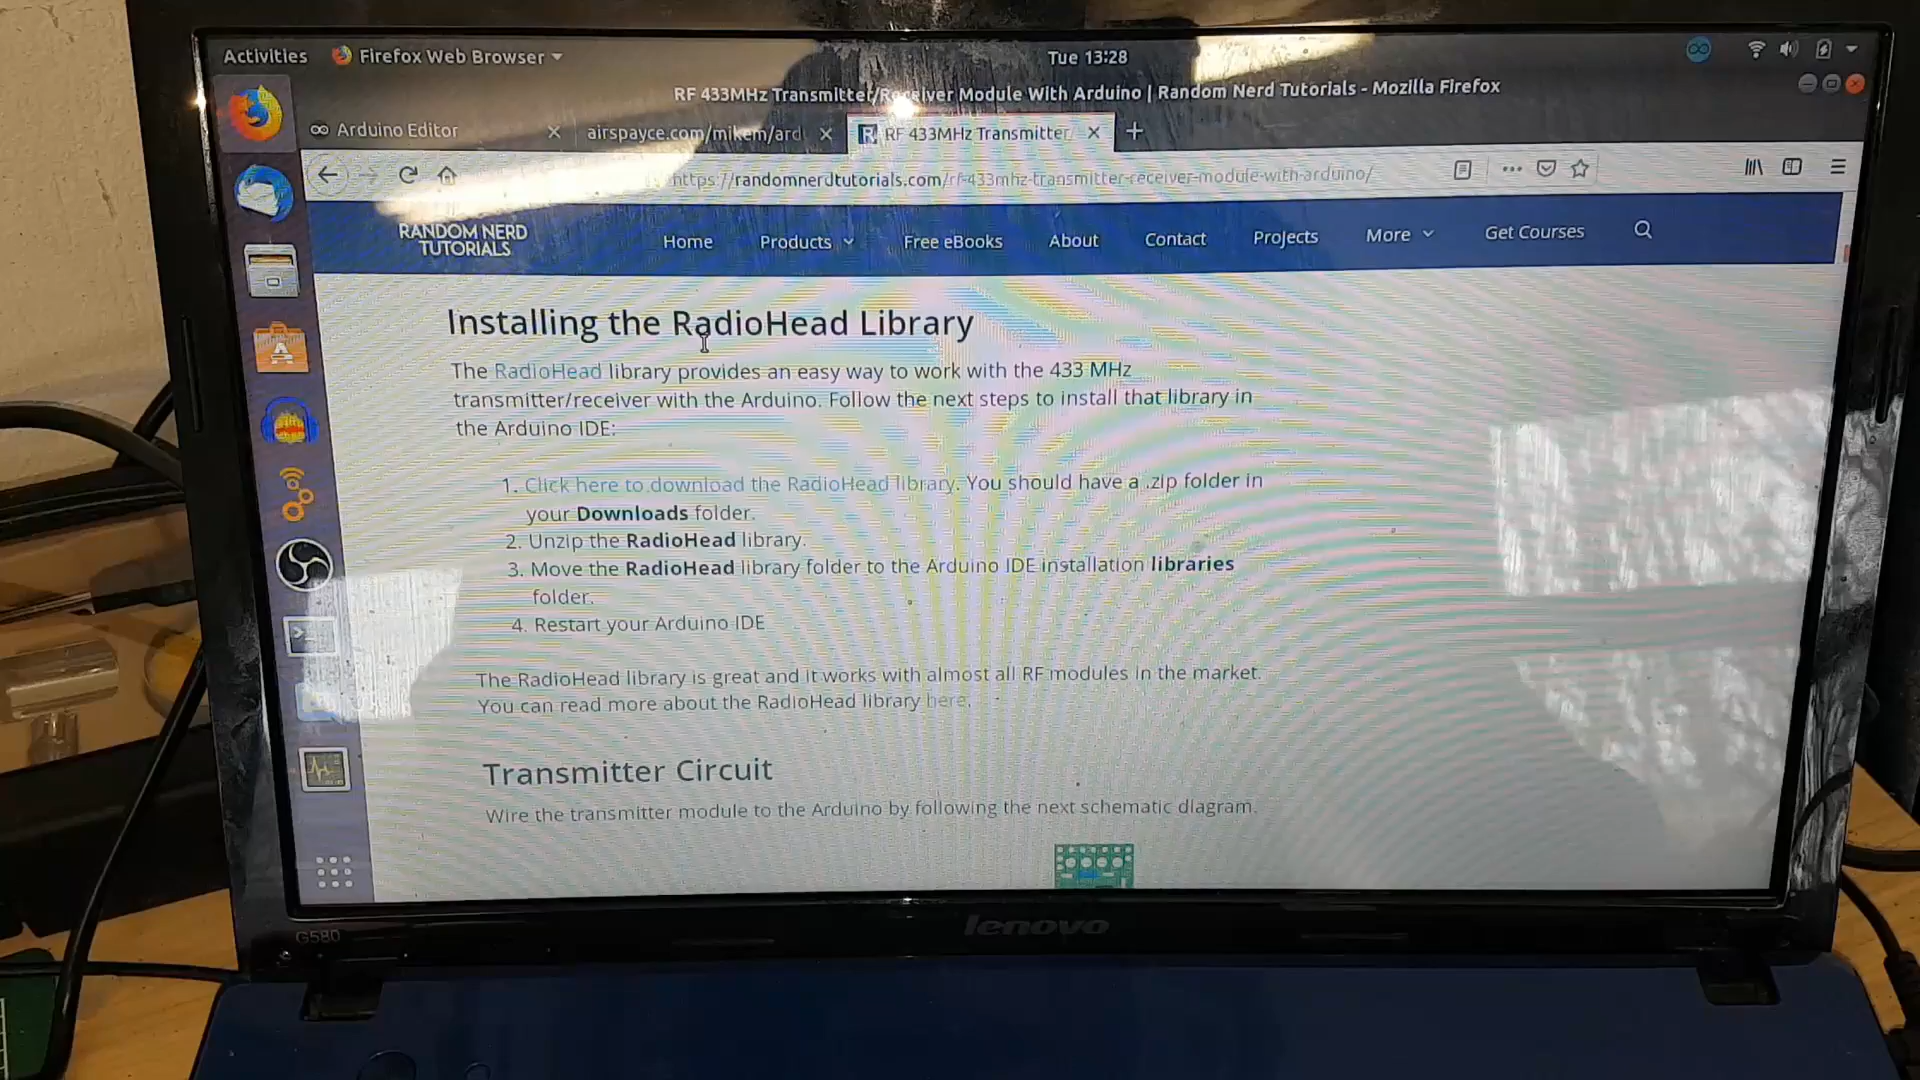 Activities Firefox Web Browser Tue 13:28
RF 433MHz Transmitter/Receiver Module With Arduino | Random Nerd Tutorials - Mozilla Firefox
Arduino Editor airspayce.com/mikem/ard RF 433MHz Transmitter
https://randomnerdtutorials.com/rf-433mhz-transmitter-receiver-module-with-arduino/
RANDOM NERD
TUTORIALS
Home Products Free eBooks About Contact Projects More Get Courses
Installing the RadioHead Library
The RadioHead library provides an easy way to work with the 433 MHz
transmitter/receiver with the Arduino. Follow the next steps to install that library in
the Arduino IDE:
1. Click here to download the RadioHead library. You should have a .zip folder in
your Downloads folder.
2. Unzip the RadioHead library.
3. Move the RadioHead library folder to the Arduino IDE installation libraries
folder.
4. Restart your Arduino IDE
The RadioHead library is great and it works with almost all RF modules in the market.
You can read more about the RadioHead library here.
Transmitter Circuit
Wire the transmitter module to the Arduino by following the next schematic diagram.
lenovo
G580